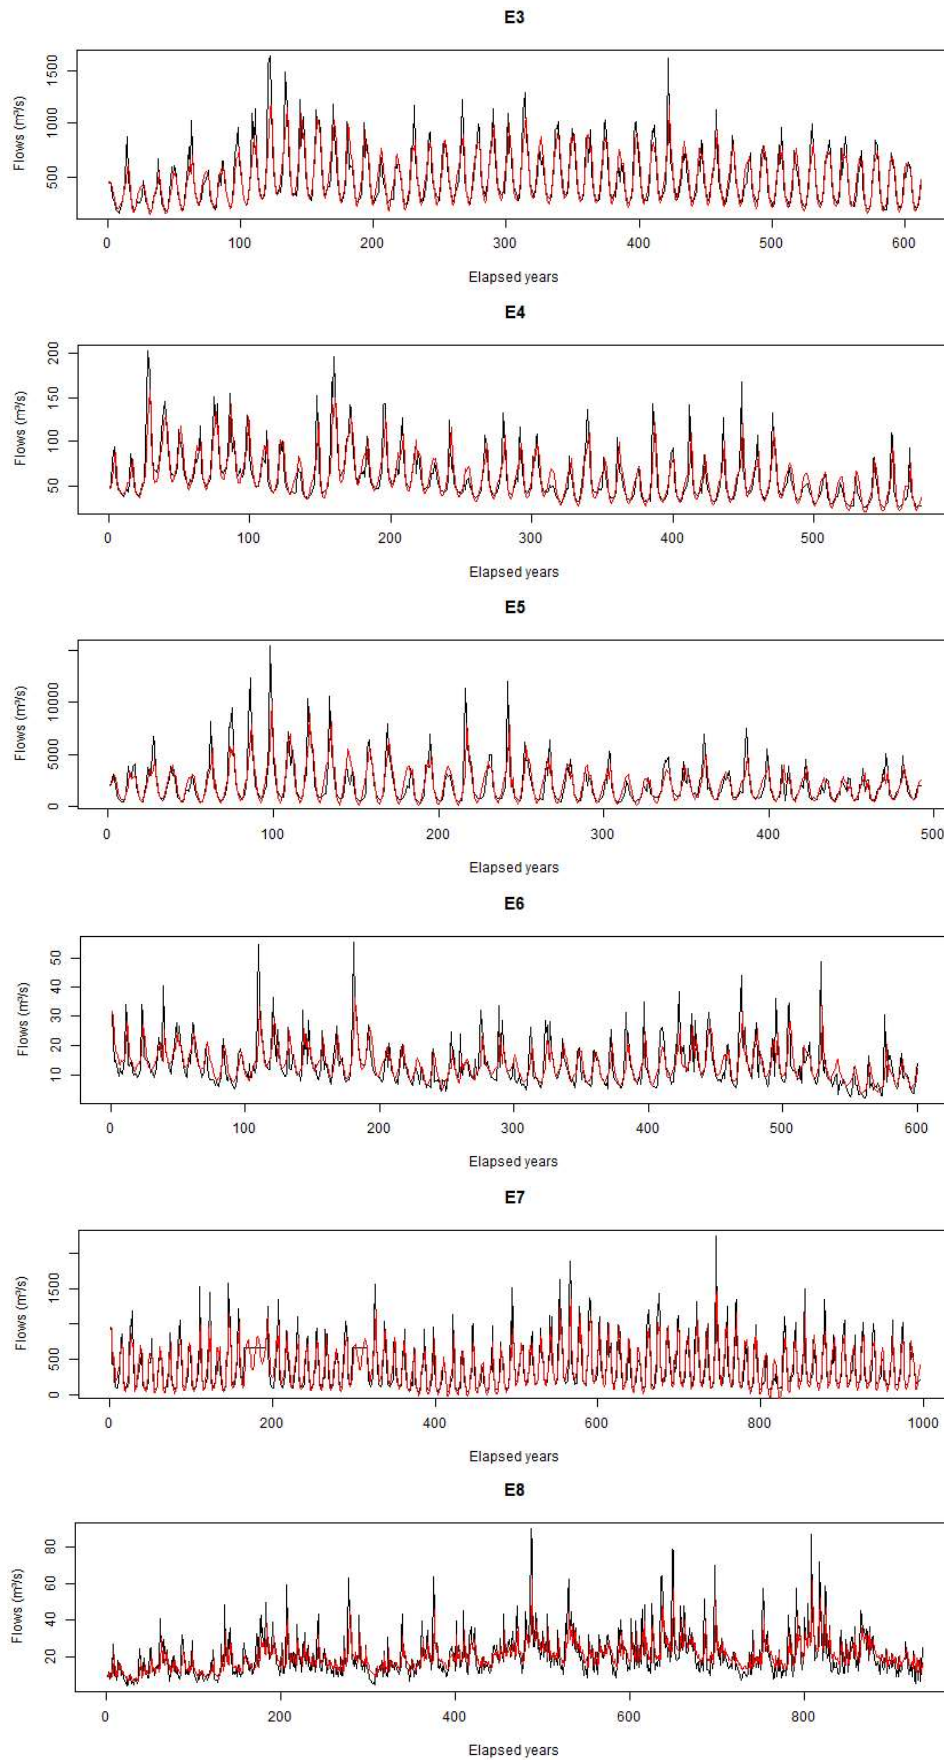 E3
Flows (m³/s)
1500
1000
500
0 100 200 300 400 500 600
Elapsed years
E4
Flows (m³/s)
200
150
100
50
0 100 200 300 400 500
Elapsed years
E5
Flows (m³/s)
10000
5000
0
0 100 200 300 400 500
Elapsed years
E6
Flows (m³/s)
50
40
30
20
10
0 100 200 300 400 500 600
Elapsed years
E7
Flows (m³/s)
1500
500
0
0 200 400 600 800 1000
Elapsed years
E8
Flows (m³/s)
80
60
40
20
0 200 400 600 800
Elapsed years